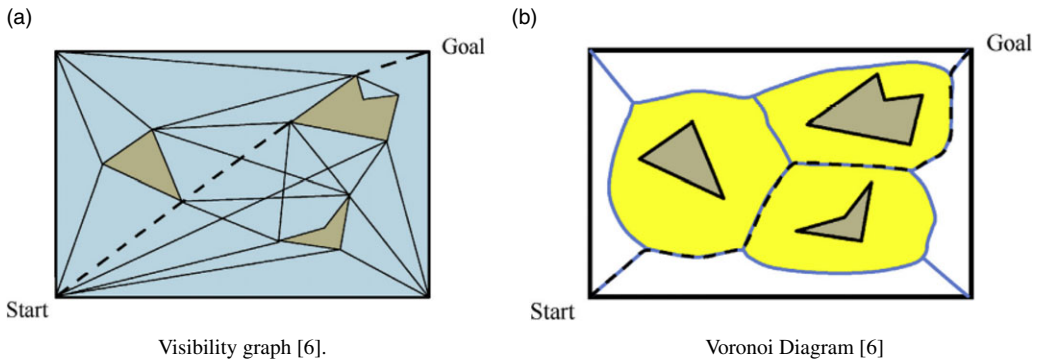 (a)
Goal
Start
Visibility graph [6].
(b)
Goal
Start
Voronoi Diagram [6]